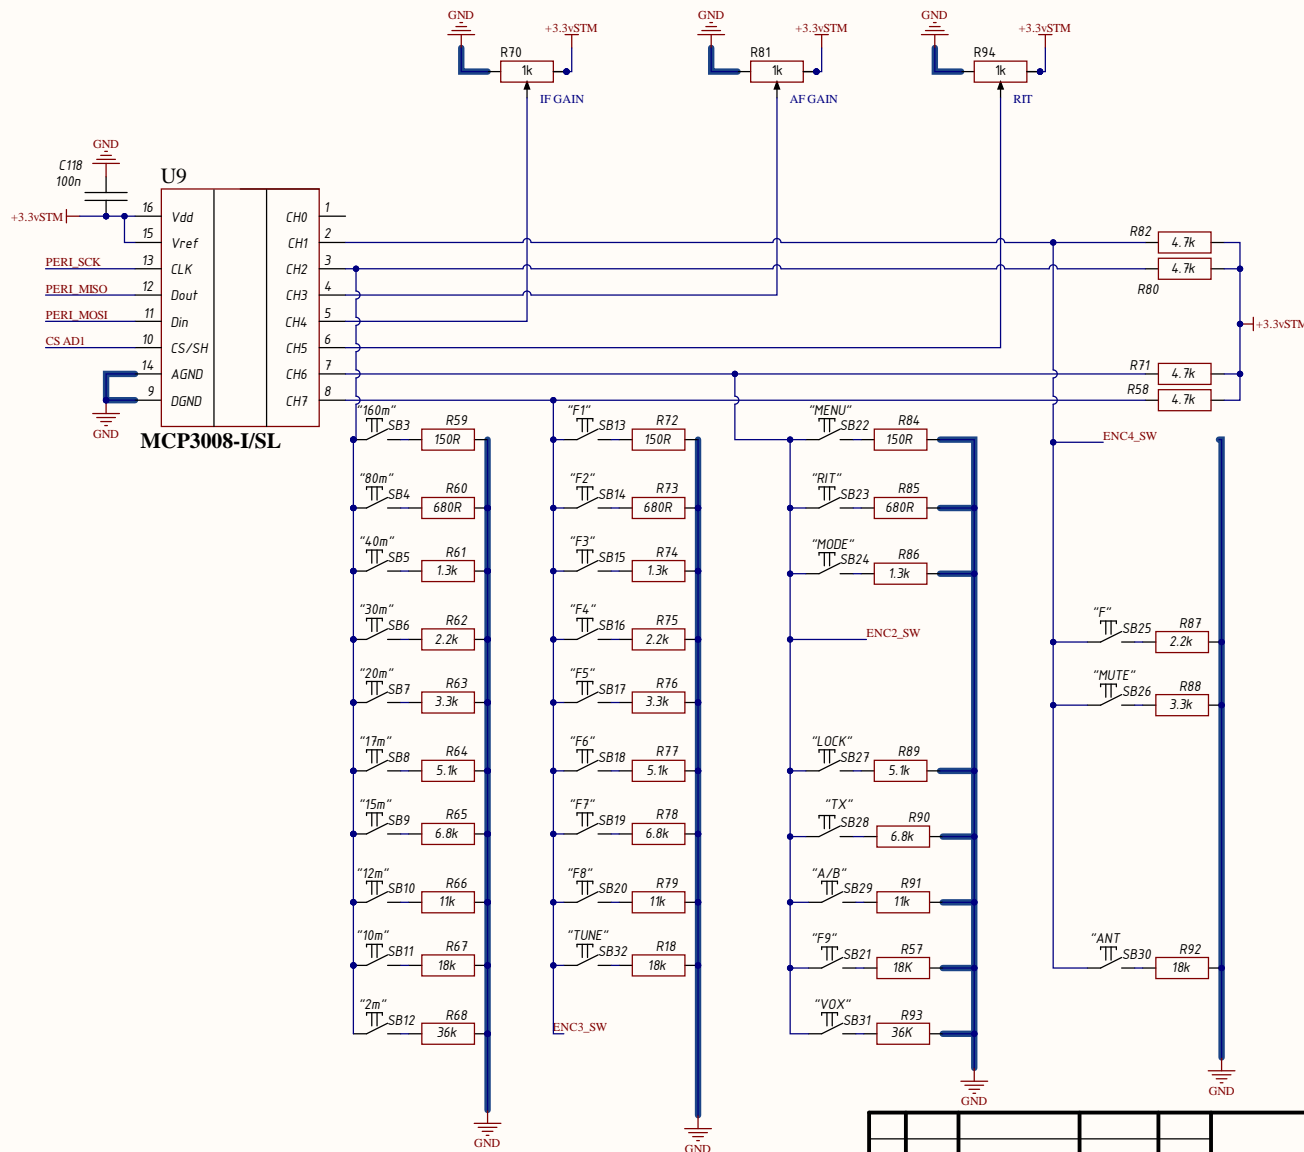 GND
+3.3vSTM
R70
1k
IF GAIN
GND
+3.3vSTM
R81
1k
AF GAIN
GND
+3.3vSTM
R94
1k
RIT
GND
C118
100n
+3.3vSTM
U9
16 Vdd
15 Vref
PERI_SCK 13 CLK
PERI_MISO 12 Dout
PERI_MOSI 11 Din
CS AD1 10 CS/SH
14 AGND
9 DGND
GND
CH0 1
CH1 2
CH2 3
CH3 4
CH4 5
CH5 6
CH6 7
CH7 8
MCP3008-I/SL
R82
4.7k
4.7k
R80
+3.3vSTM
R71
4.7k
R58
4.7k
"160m" SB3 R59 150R
"80m" SB4 R60 680R
"40m" SB5 R61 1.3k
"30m" SB6 R62 2.2k
"20m" SB7 R63 3.3k
"17m" SB8 R64 5.1k
"15m" SB9 R65 6.8k
"12m" SB10 R66 11k
"10m" SB11 R67 18k
"2m" SB12 R68 36k
GND
"F1" SB13 R72 150R
"F2" SB14 R73 680R
"F3" SB15 R74 1.3k
"F4" SB16 R75 2.2k
"F5" SB17 R76 3.3k
"F6" SB18 R77 5.1k
"F7" SB19 R78 6.8k
"F8" SB20 R79 11k
"TUNE" SB32 R18 18k
ENC3_SW
GND
"MENU" SB22 R84 150R
"RIT" SB23 R85 680R
"MODE" SB24 R86 1.3k
ENC2_SW
"LOCK" SB27 R89 5.1k
"TX" SB28 R90 6.8k
"A/B" SB29 R91 11k
"F9" SB21 R57 18K
"VOX" SB31 R93 36K
GND
ENC4_SW
"F" SB25 R87 2.2k
"MUTE" SB26 R88 3.3k
"ANT SB30 R92 18k
GND